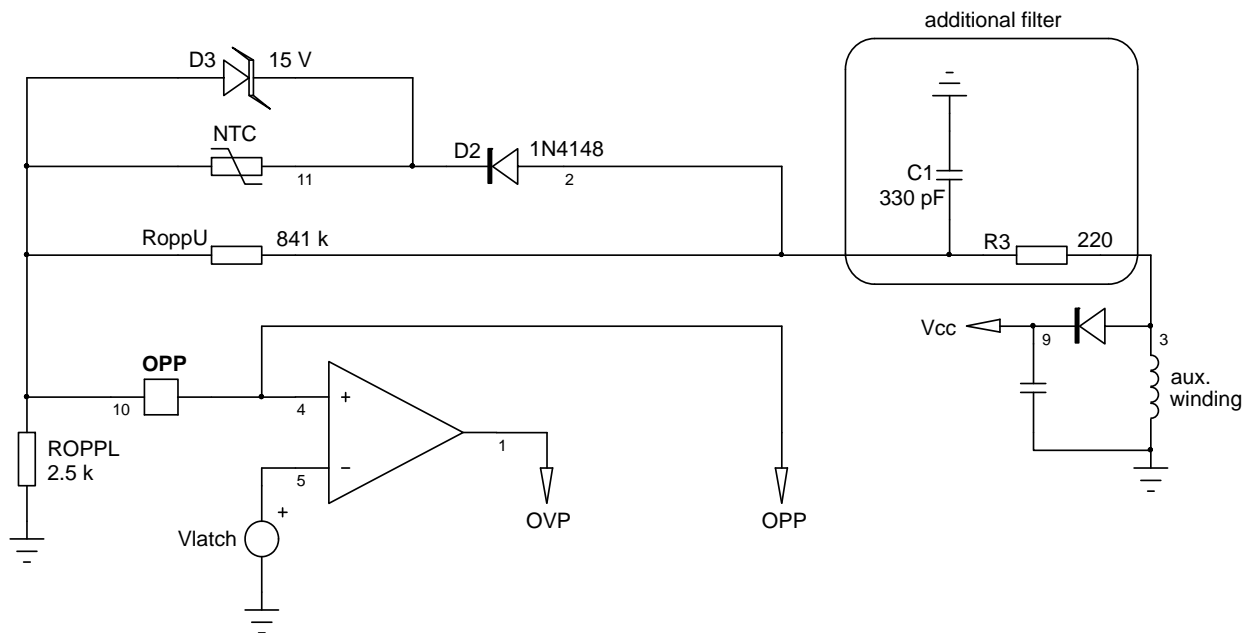 additional filter
D3 15 V
NTC
11
D2 1N4148
2
C1
330 pF
RoppU 841 k
R3 220
Vcc
9
3
aux.
winding
OPP
10
4
+
1
5
−
ROPPL
2.5 k
+
Vlatch
OVP
OPP